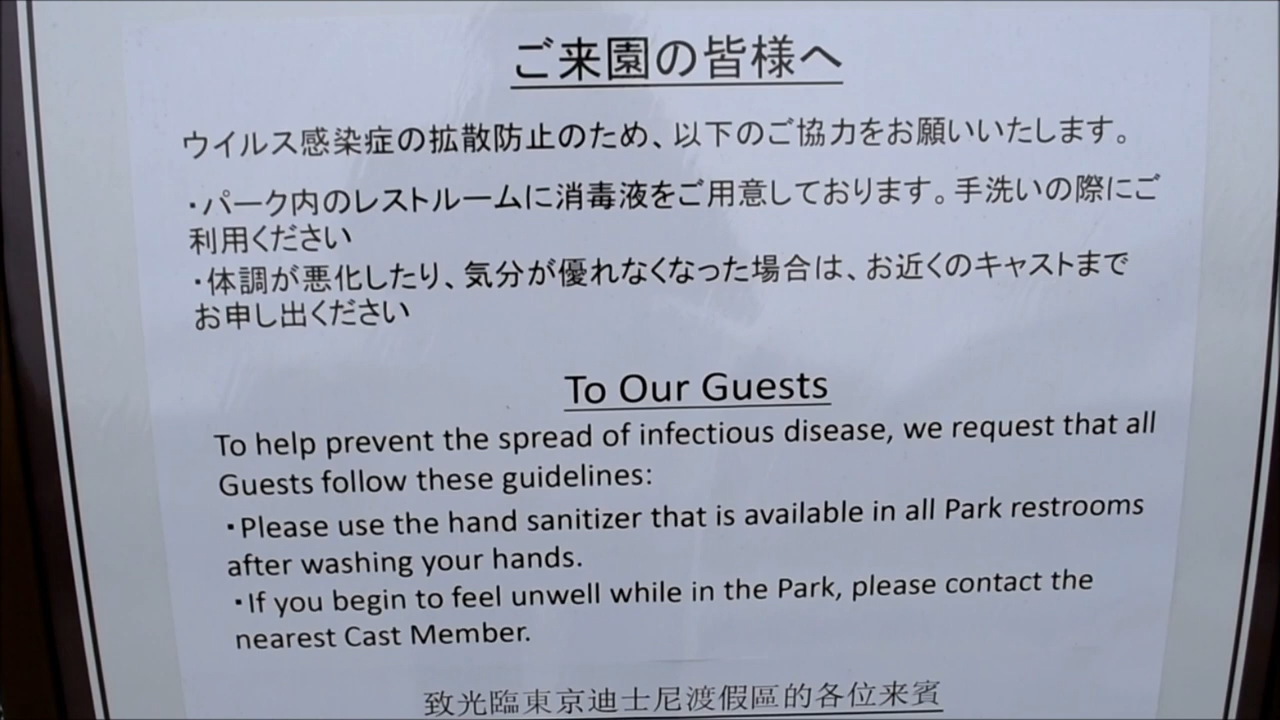 ご来園の皆様へ
ウイルス感染症の拡散防止のため、以下のご協力をお願いいたします。
・パーク内のレストルームに消毒液をご用意しております。手洗いの際にご
利用ください
・体調が悪化したり、気分が優れなくなった場合は、お近くのキャストまで
お申し出ください
To Our Guests
To help prevent the spread of infectious disease, we request that all
Guests follow these guidelines:
・Please use the hand sanitizer that is available in all Park restrooms
after washing your hands.
・If you begin to feel unwell while in the Park, please contact the
nearest Cast Member.
致光臨東京迪士尼渡假區的各位来賓